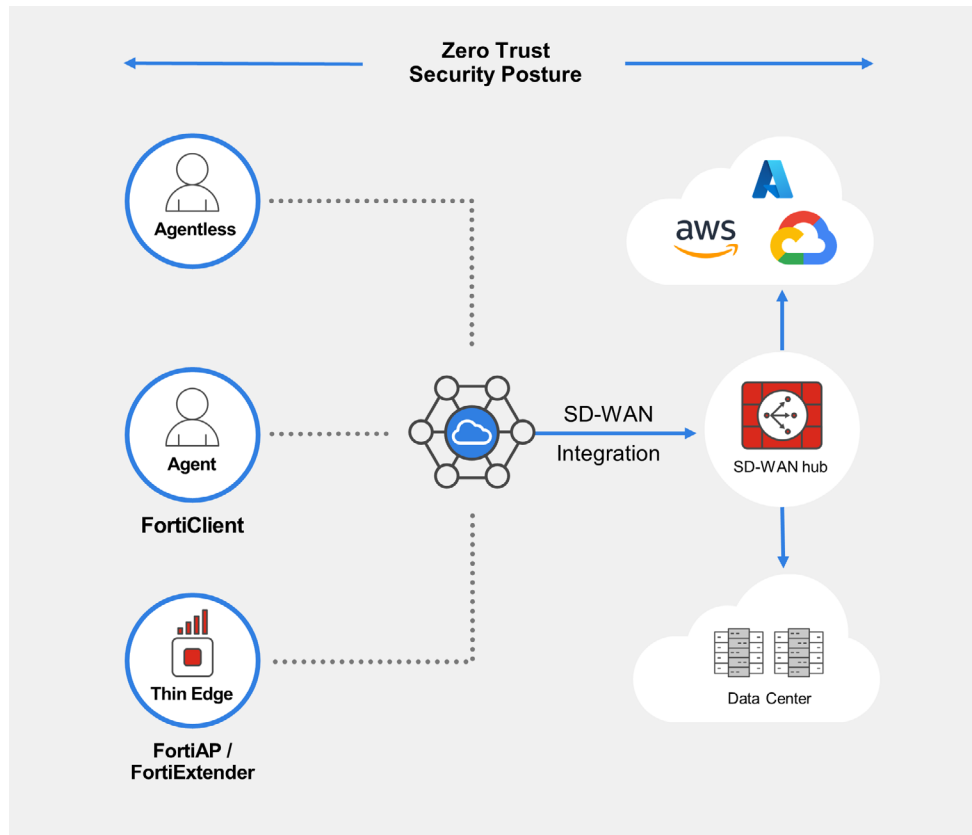 Zero Trust
Security Posture
Agentless
aws
Agent
FortiClient
SD-WAN
Integration
SD-WAN hub
Thin Edge
FortiAP /
FortiExtender
Data Center